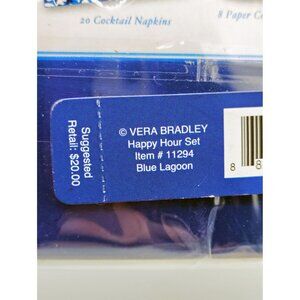 20 Cocktail Napkins
8 Paper
© VERA BRADLEY
Happy Hour Set
Item # 11294
Blue Lagoon
Suggested
Retail: $20.00
8 8